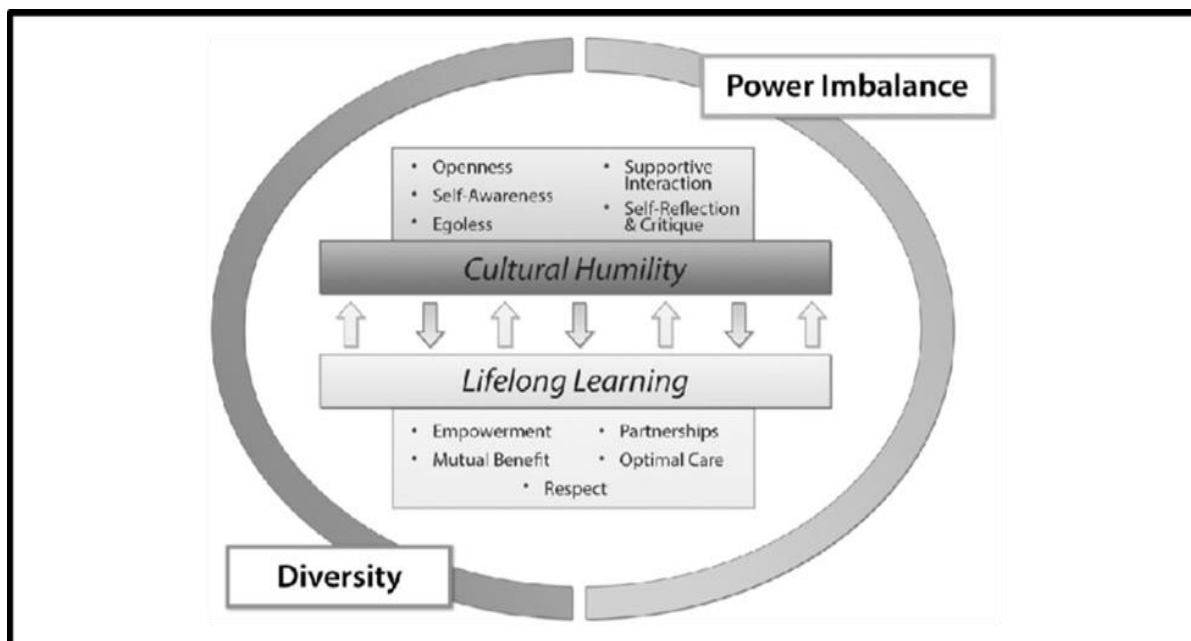 Power Imbalance
• Openness
• Self-Awareness
• Egoless
• Supportive
Interaction
• Self-Reflection
& Critique
Cultural Humility
Lifelong Learning
• Empowerment
• Mutual Benefit
• Partnerships
• Optimal Care
• Respect
Diversity